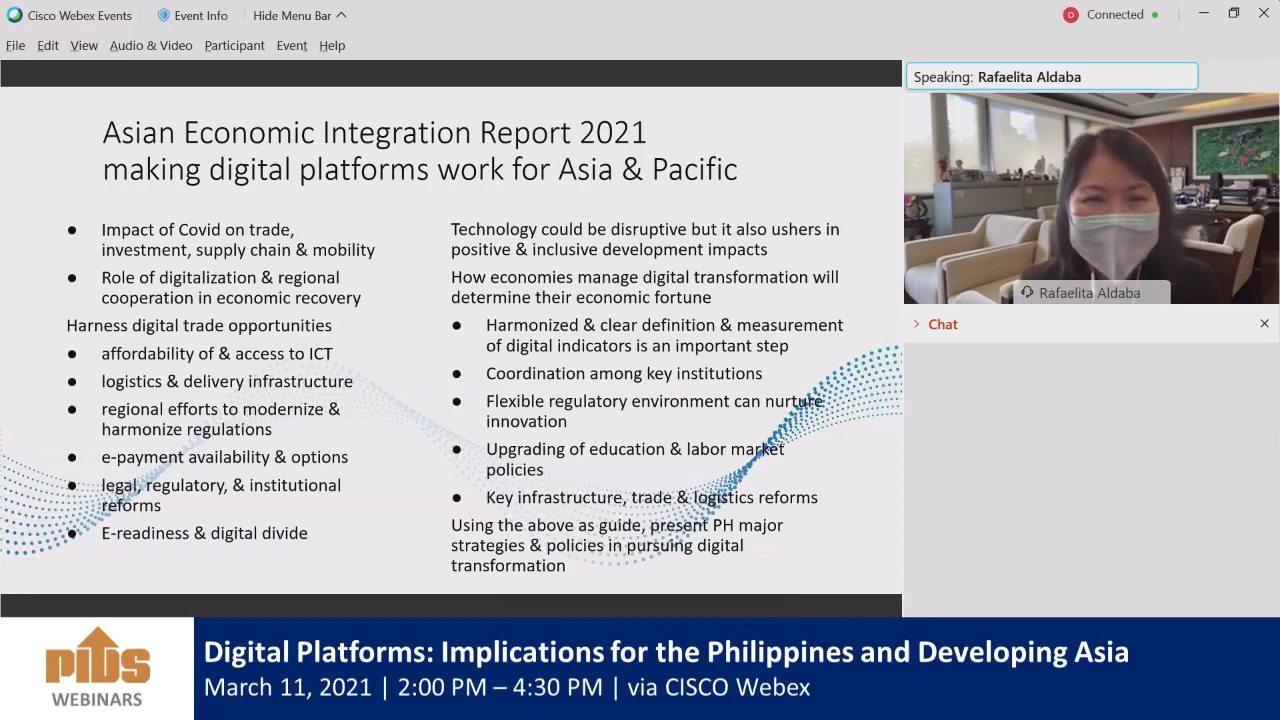 Cisco Webex Events
Event Info
Hide Menu Bar
Connected
File Edit View Audio & Video Participant Event Help
Speaking: Rafaelita Aldaba
Rafaelita Aldaba
Chat
Asian Economic Integration Report 2021
making digital platforms work for Asia & Pacific
● Impact of Covid on trade,
investment, supply chain & mobility
● Role of digitalization & regional
cooperation in economic recovery
Harness digital trade opportunities
● affordability of & access to ICT
● logistics & delivery infrastructure
● regional efforts to modernize &
harmonize regulations
● e-payment availability & options
● legal, regulatory, & institutional
reforms
● E-readiness & digital divide
Technology could be disruptive but it also ushers in
positive & inclusive development impacts
How economies manage digital transformation will
determine their economic fortune
● Harmonized & clear definition & measurement
of digital indicators is an important step
● Coordination among key institutions
● Flexible regulatory environment can nurture
innovation
● Upgrading of education & labor market
policies
● Key infrastructure, trade & logistics reforms
Using the above as guide, present PH major
strategies & policies in pursuing digital
transformation
pids
WEBINARS
Digital Platforms: Implications for the Philippines and Developing Asia
March 11, 2021 | 2:00 PM – 4:30 PM | via CISCO Webex